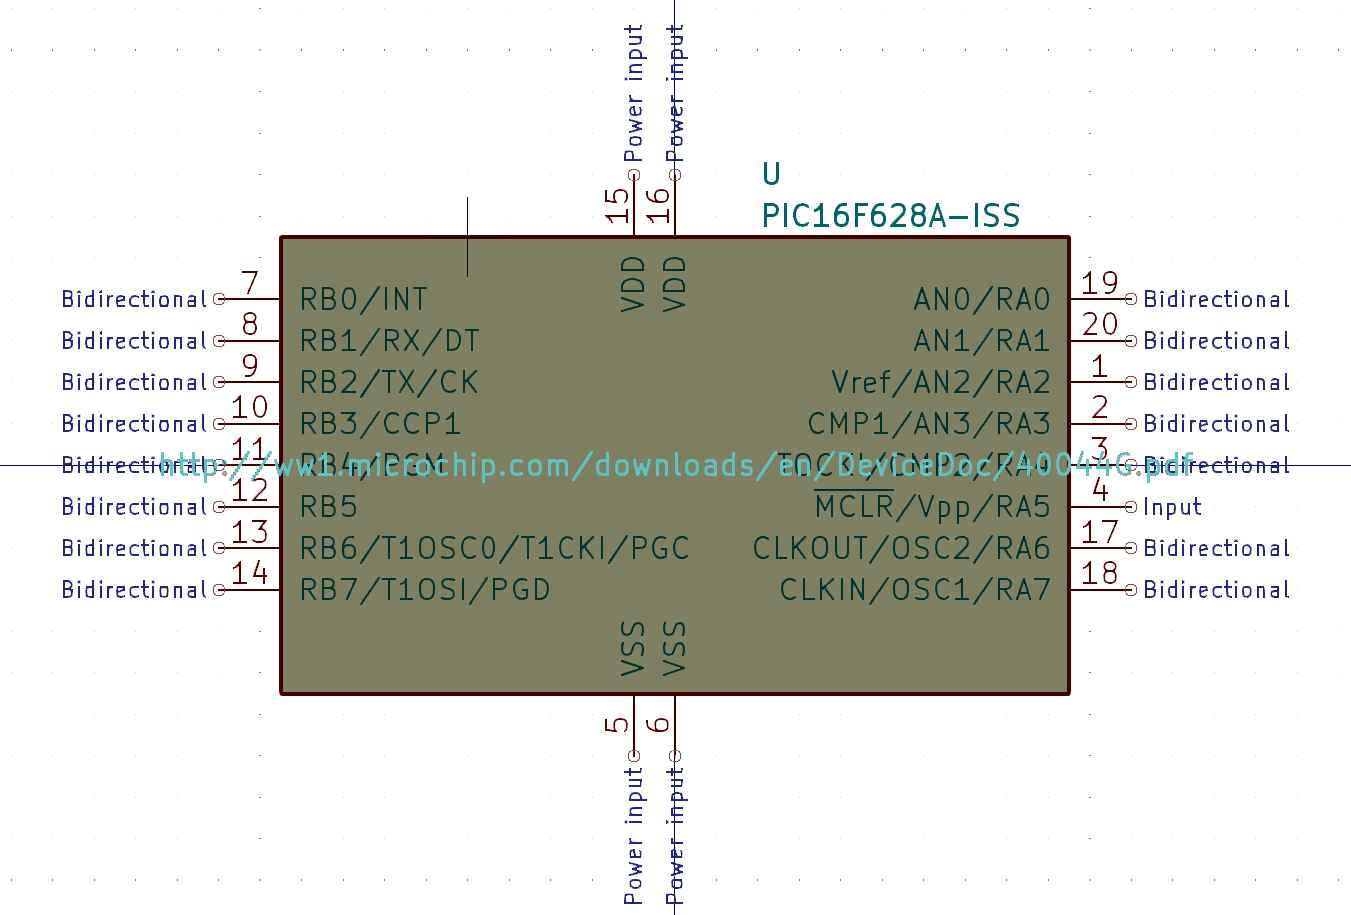 Power input
Power input
15
16
U
PIC16F628A-ISS
VDD
VDD
Bidirectional 7 RB0/INT
AN0/RA0 19 Bidirectional
Bidirectional 8 RB1/RX/DT
AN1/RA1 20 Bidirectional
Bidirectional 9 RB2/TX/CK
Vref/AN2/RA2 1 Bidirectional
Bidirectional 10 RB3/CCP1
CMP1/AN3/RA3 2 Bidirectional
Bidirectional 11 RB4/PGM
TOCKI/CMP2/RA4 3 Bidirectional
http://ww1.microchip.com/downloads/en/DeviceDoc/40044G.pdf
Bidirectional 12 RB5
MCLR/Vpp/RA5 4 Input
Bidirectional 13 RB6/T1OSC0/T1CKI/PGC
CLKOUT/OSC2/RA6 17 Bidirectional
Bidirectional 14 RB7/T1OSI/PGD
CLKIN/OSC1/RA7 18 Bidirectional
VSS
VSS
5
6
Power input
Power input